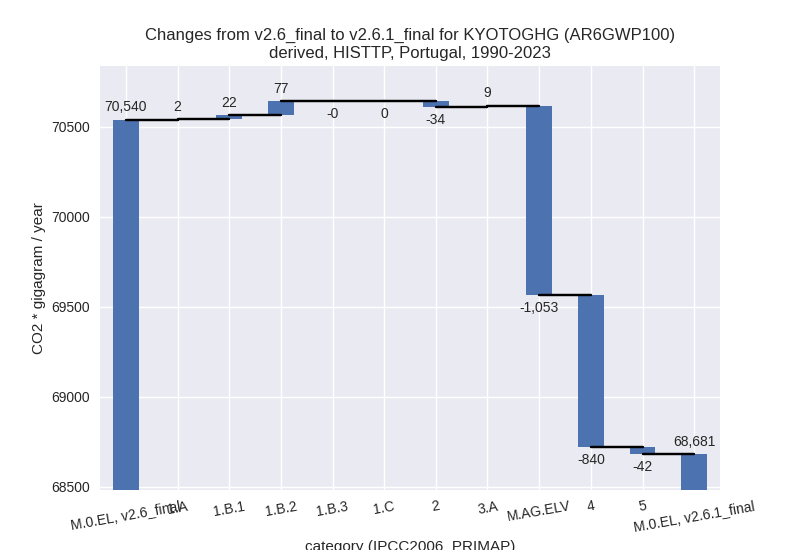 Changes from v2.6_final to v2.6.1_final for KYOTOGHG (AR6GWP100)
derived, HISTTP, Portugal, 1990-2023
70,540
2
22
77
-0
0
-34
9
-1,053
-840
-42
68,681
70500
70000
69500
69000
68500
CO2 * gigagram / year
M.0.EL, v2.6_final
1.A
1.B.1
1.B.2
1.B.3
1.C
2
3.A
M.AG.ELV
4
5
M.0.EL, v2.6.1_final
category (IPCC2006_PRIMAP)